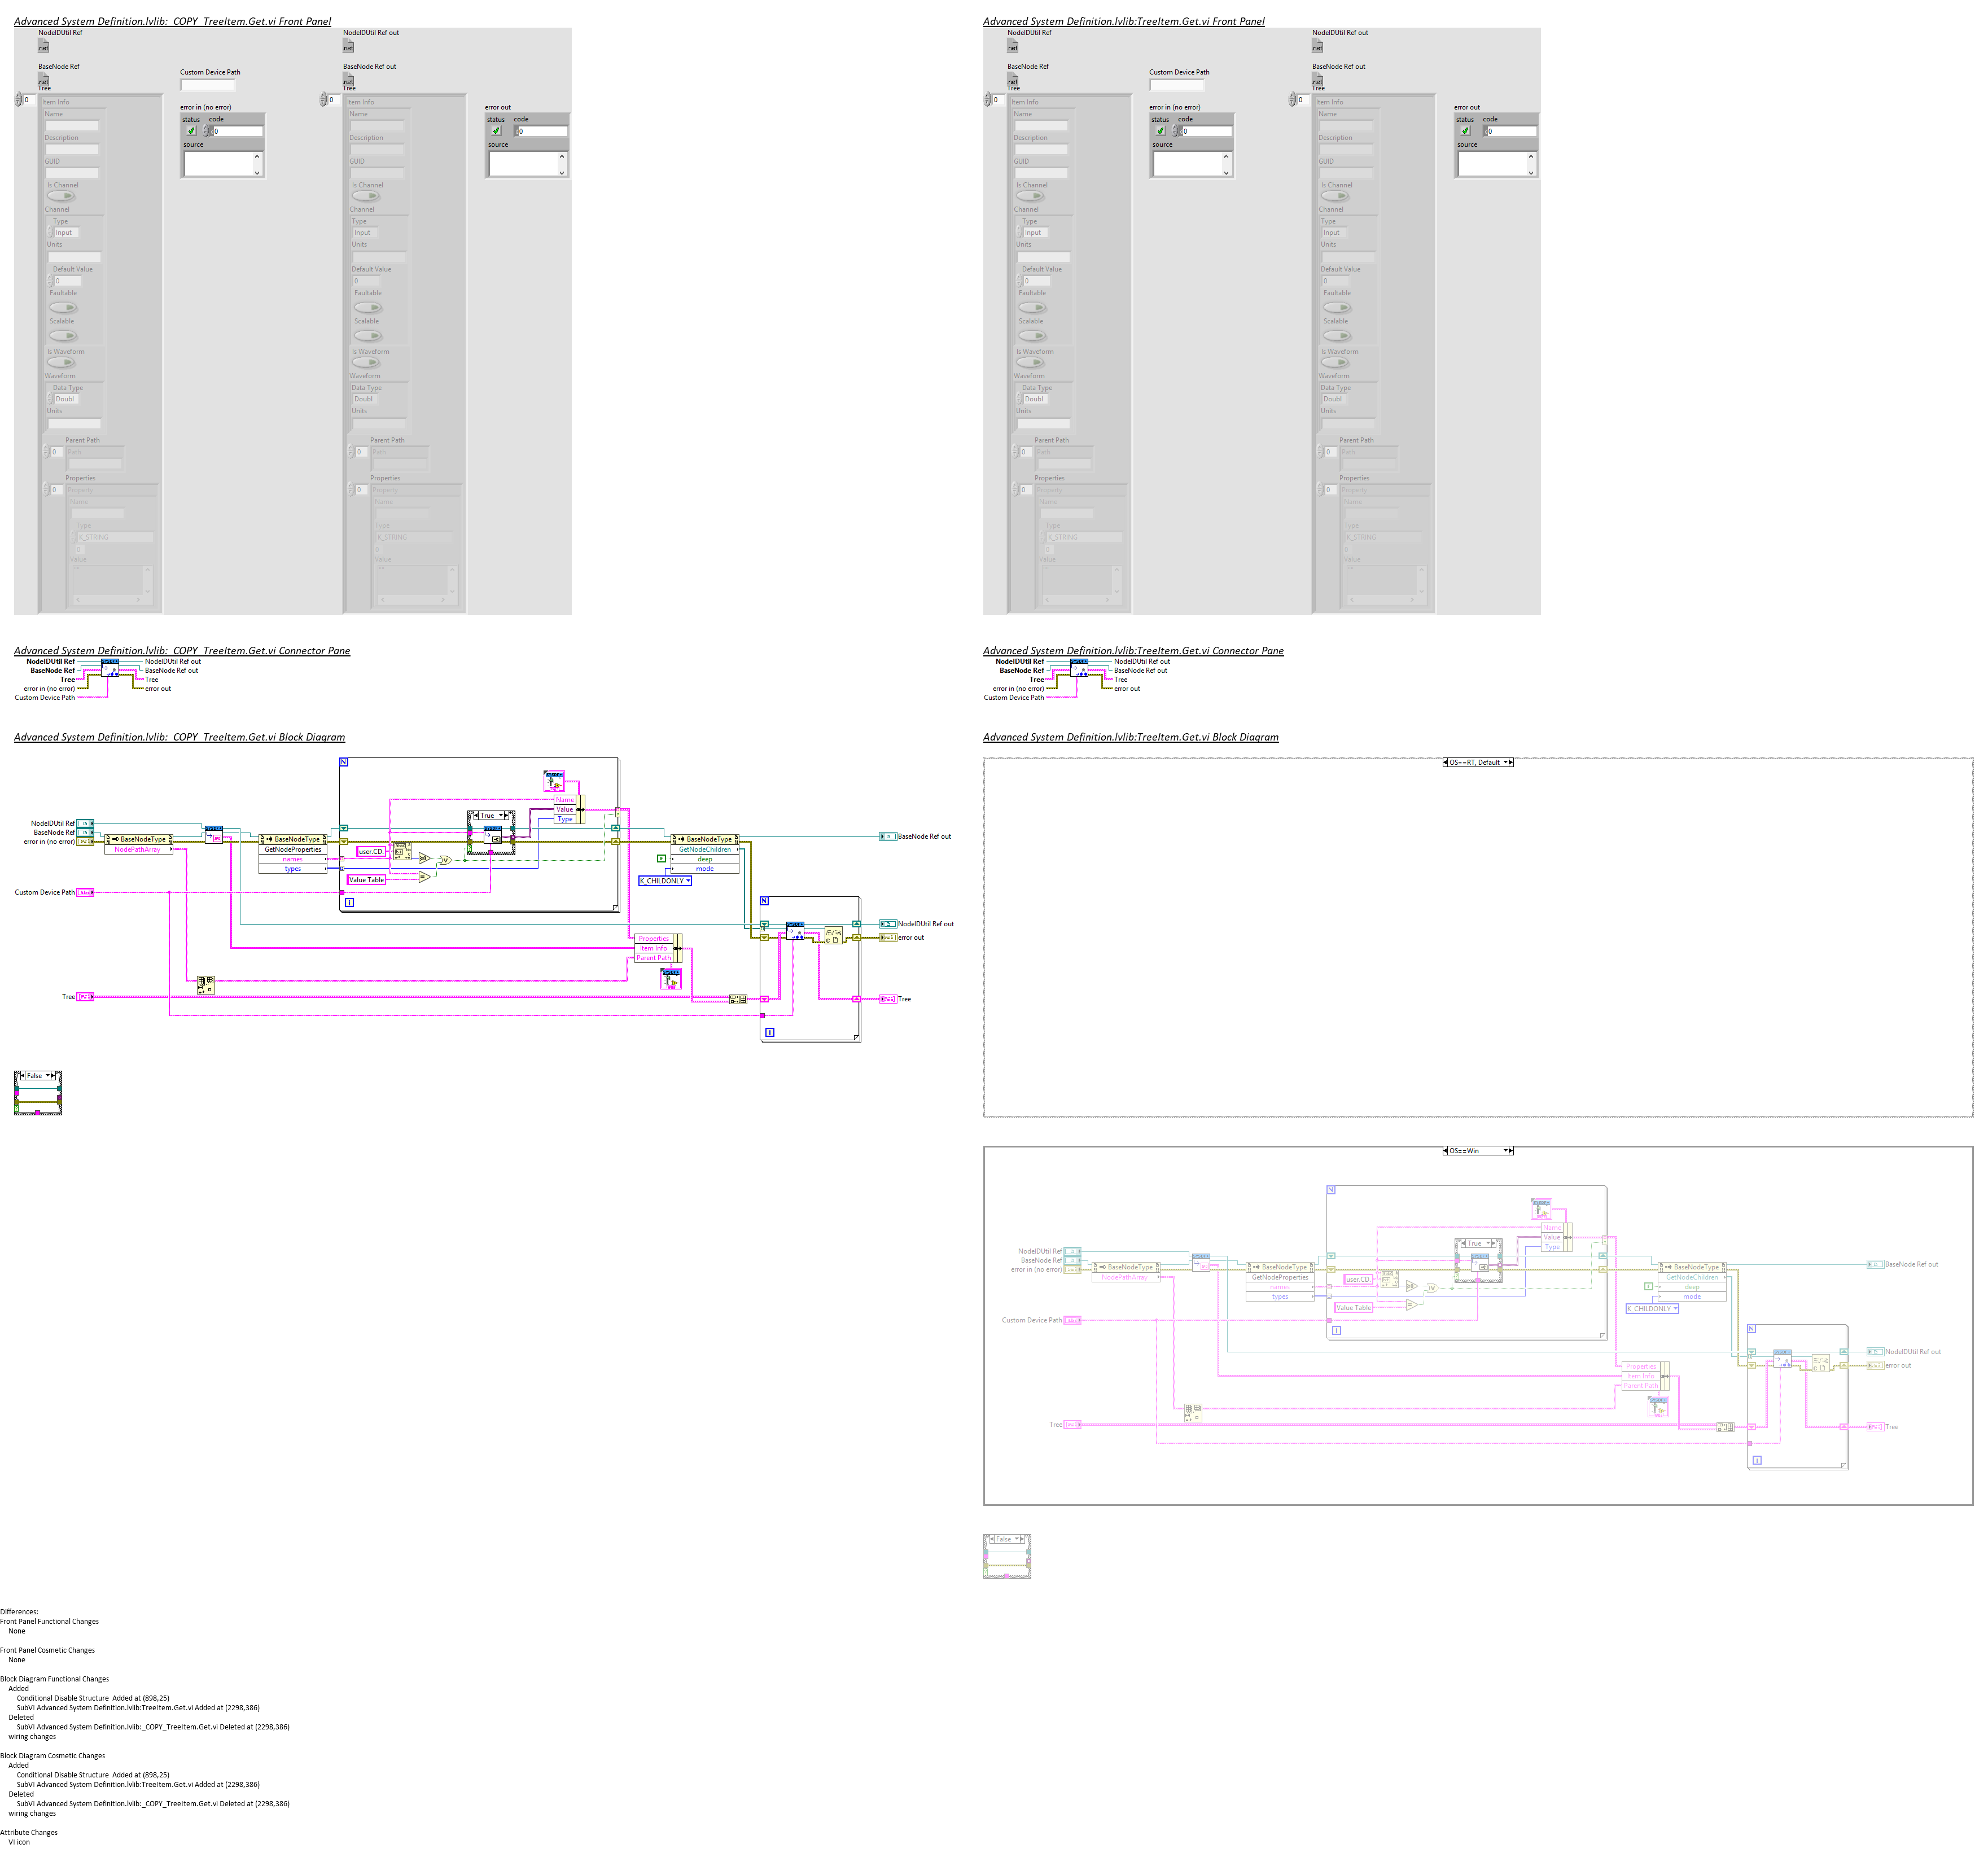 Advanced System Definition.lvlib:_COPY_TreeItem.Get.vi Front Panel
NodeIDUtil Ref
NodeIDUtil Ref out
BaseNode Ref
BaseNode Ref out
Custom Device Path
Tree
Tree
0
0
error in (no error)
status
code
0
source
error out
status
code
0
source
Item Info
Name
Description
GUID
Is Channel
Channel
Type
Input
Units
Default Value
0
Faultable
Scalable
Is Waveform
Waveform
Data Type
Doubl
Units
Parent Path
0
Path
Properties
0
Property
Name
Type
K_STRING
0
Value
Item Info
Name
Description
GUID
Is Channel
Channel
Type
Input
Units
Default Value
0
Faultable
Scalable
Is Waveform
Waveform
Data Type
Doubl
Units
Parent Path
0
Path
Properties
0
Property
Name
Type
K_STRING
0
Value
Advanced System Definition.lvlib:TreeItem.Get.vi Front Panel
NodeIDUtil Ref
NodeIDUtil Ref out
BaseNode Ref
BaseNode Ref out
Custom Device Path
Tree
Tree
0
0
error in (no error)
status
code
0
source
error out
status
code
0
source
Item Info
Name
Description
GUID
Is Channel
Channel
Type
Input
Units
Default Value
0
Faultable
Scalable
Is Waveform
Waveform
Data Type
Doubl
Units
Parent Path
0
Path
Properties
0
Property
Name
Type
K_STRING
0
Value
Item Info
Name
Description
GUID
Is Channel
Channel
Type
Input
Units
Default Value
0
Faultable
Scalable
Is Waveform
Waveform
Data Type
Doubl
Units
Parent Path
0
Path
Properties
0
Property
Name
Type
K_STRING
0
Value
Advanced System Definition.lvlib:_COPY_TreeItem.Get.vi Connector Pane
NodeIDUtil Ref
BaseNode Ref
Tree
error in (no error)
Custom Device Path
NodeIDUtil Ref out
BaseNode Ref out
Tree
error out
Advanced System Definition.lvlib:TreeItem.Get.vi Connector Pane
NodeIDUtil Ref
BaseNode Ref
Tree
error in (no error)
Custom Device Path
NodeIDUtil Ref out
BaseNode Ref out
Tree
error out
Advanced System Definition.lvlib:_COPY_TreeItem.Get.vi Block Diagram
N
Name
Value
Type
True
NodeIDUtil Ref
BaseNode Ref
error in (no error)
BaseNodeType
NodePathArray
BaseNodeType
GetNodeProperties
names
types
user.CD.
Value Table
BaseNodeType
GetNodeChildren
deep
mode
F
K_CHILDONLY
BaseNode Ref out
Custom Device Path
i
N
NodeIDUtil Ref out
error out
Properties
Item Info
Parent Path
Tree
Tree
i
False
Advanced System Definition.lvlib:TreeItem.Get.vi Block Diagram
OS==RT, Default
OS==Win
N
Name
Value
Type
True
NodeIDUtil Ref
BaseNode Ref
error in (no error)
BaseNodeType
NodePathArray
BaseNodeType
GetNodeProperties
names
types
user.CD.
Value Table
BaseNodeType
GetNodeChildren
deep
mode
F
K_CHILDONLY
BaseNode Ref out
Custom Device Path
i
N
NodeIDUtil Ref out
error out
Properties
Item Info
Parent Path
Tree
Tree
i
False
Differences:
Front Panel Functional Changes
None
Front Panel Cosmetic Changes
None
Block Diagram Functional Changes
Added
Conditional Disable Structure  Added at (898,25)
SubVI Advanced System Definition.lvlib:TreeItem.Get.vi Added at (2298,386)
Deleted
SubVI Advanced System Definition.lvlib:_COPY_TreeItem.Get.vi Deleted at (2298,386)
wiring changes
Block Diagram Cosmetic Changes
Added
Conditional Disable Structure  Added at (898,25)
SubVI Advanced System Definition.lvlib:TreeItem.Get.vi Added at (2298,386)
Deleted
SubVI Advanced System Definition.lvlib:_COPY_TreeItem.Get.vi Deleted at (2298,386)
wiring changes
Attribute Changes
VI icon